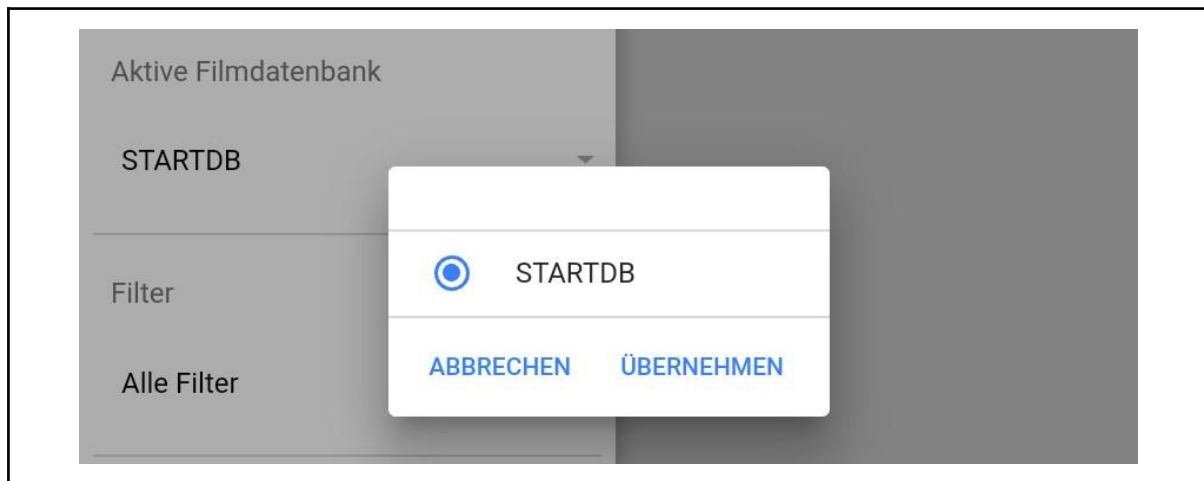 Aktive Filmdatenbank
STARTDB
STARTDB
Filter
Alle Filter
ABBRECHEN ÜBERNEHMEN